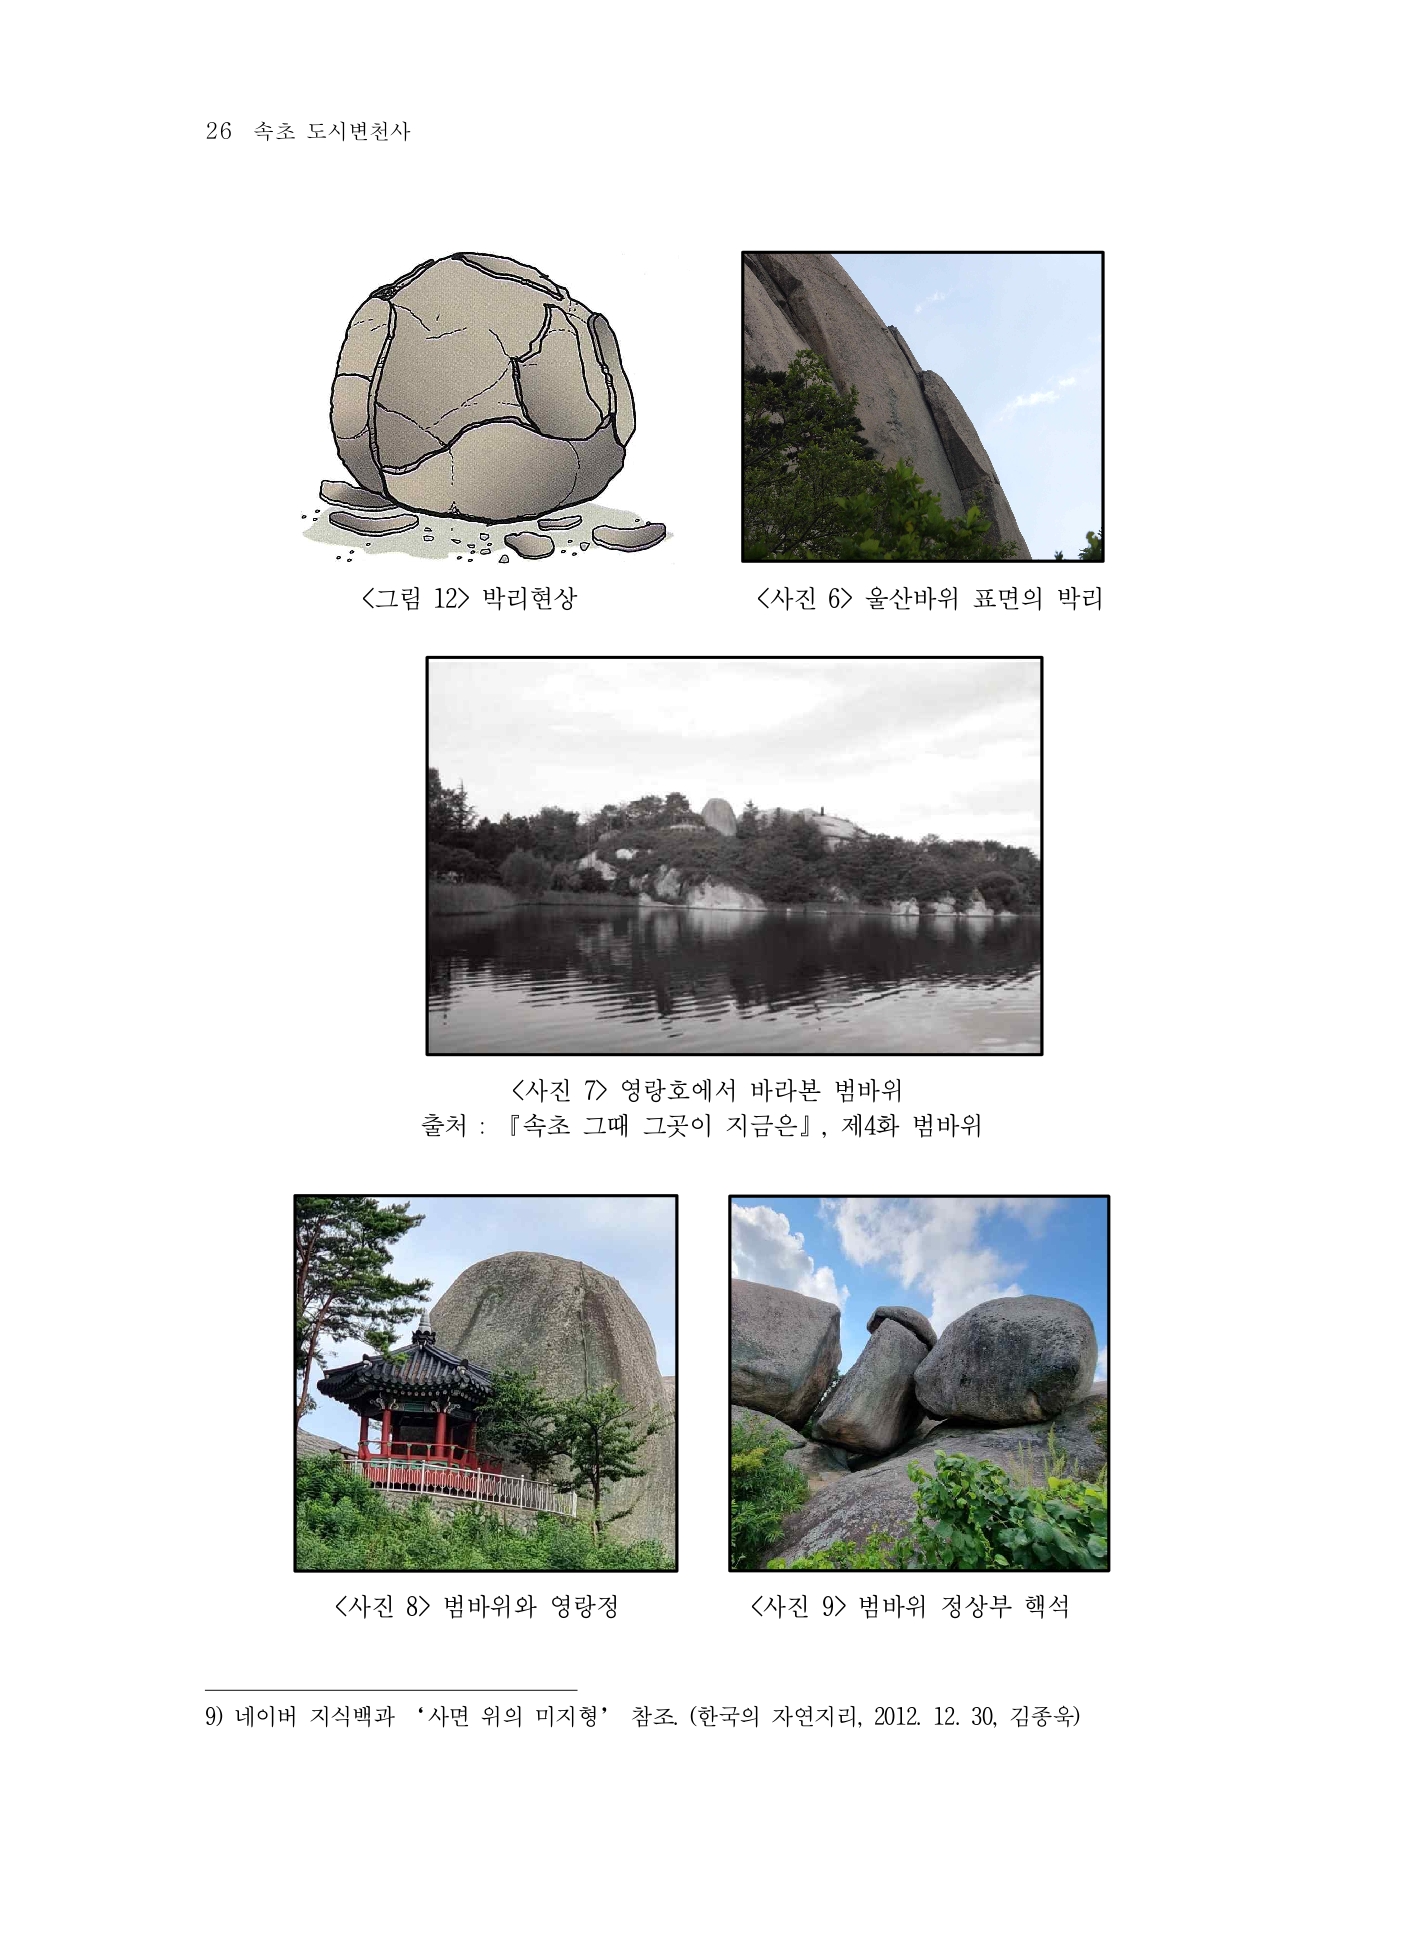 26 속초 도시변천사
<그림 12> 박리현상
<사진 6> 울산바위 표면의 박리
<사진 7> 영랑호에서 바라본 범바위
출처 : 『속초 그때 그곳이 지금은』, 제4화 범바위
<사진 8> 범바위와 영랑정
<사진 9> 범바위 정상부 핵석
9) 네이버 지식백과 ‘사면 위의 미지형’ 참조. (한국의 자연지리, 2012. 12. 30, 김종욱)